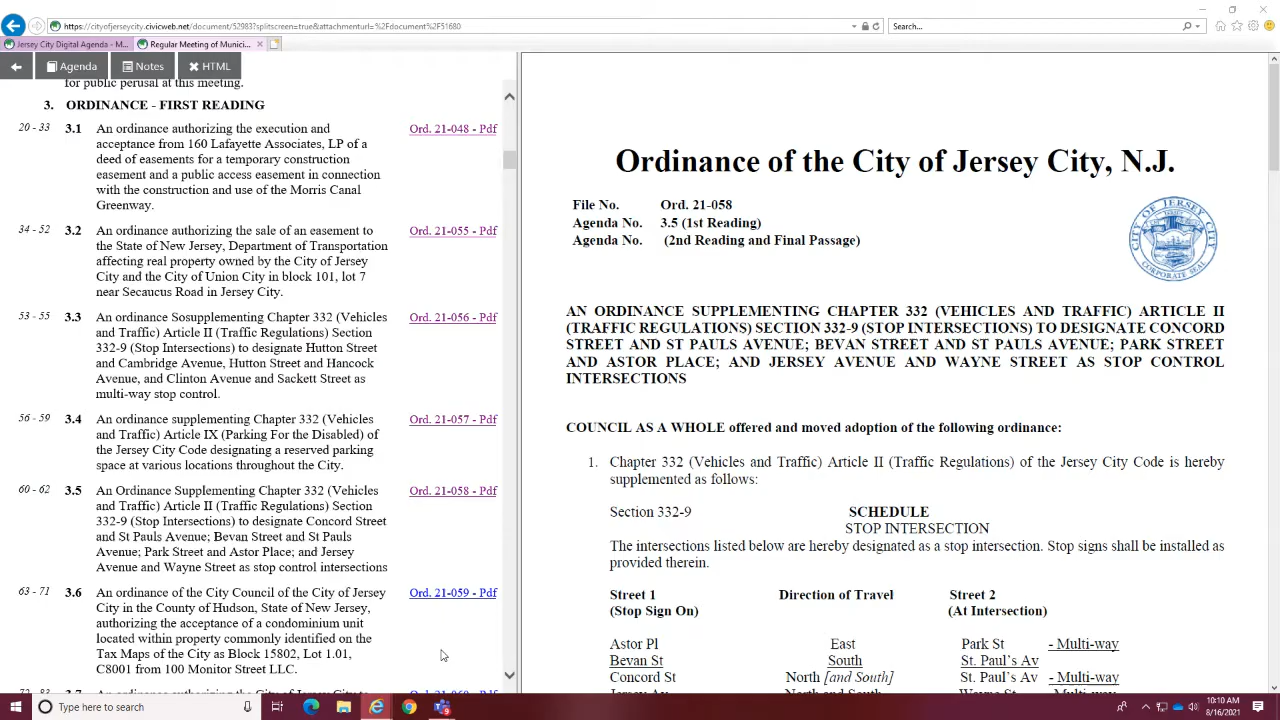 https://cityofjerseycity.civicweb.net/document/52983?splitscreen=true&attachmenturl=%2Fdocument%2F51680
Search...
Jersey City Digital Agenda - M...
Regular Meeting of Munici...
Agenda
Notes
HTML
for public perusal at this meeting.
3. ORDINANCE - FIRST READING
20 - 33 3.1 An ordinance authorizing the execution and Ord. 21-048 - Pdf
acceptance from 160 Lafayette Associates, LP of a
deed of easements for a temporary construction
easement and a public access easement in connection
with the construction and use of the Morris Canal
Greenway.
34 - 52 3.2 An ordinance authorizing the sale of an easement to Ord. 21-055 - Pdf
the State of New Jersey, Department of Transportation
affecting real property owned by the City of Jersey
City and the City of Union City in block 101, lot 7
near Secaucus Road in Jersey City.
53 - 55 3.3 An ordinance Sosupplementing Chapter 332 (Vehicles Ord. 21-056 - Pdf
and Traffic) Article II (Traffic Regulations) Section
332-9 (Stop Intersections) to designate Hutton Street
and Cambridge Avenue, Hutton Street and Hancock
Avenue, and Clinton Avenue and Sackett Street as
multi-way stop control.
56 - 59 3.4 An ordinance supplementing Chapter 332 (Vehicles Ord. 21-057 - Pdf
and Traffic) Article IX (Parking For the Disabled) of
the Jersey City Code designating a reserved parking
space at various locations throughout the City.
60 - 62 3.5 An Ordinance Supplementing Chapter 332 (Vehicles Ord. 21-058 - Pdf
and Traffic) Article II (Traffic Regulations) Section
332-9 (Stop Intersections) to designate Concord Street
and St Pauls Avenue; Bevan Street and St Pauls
Avenue; Park Street and Astor Place; and Jersey
Avenue and Wayne Street as stop control intersections
63 - 71 3.6 An ordinance of the City Council of the City of Jersey Ord. 21-059 - Pdf
City in the County of Hudson, State of New Jersey,
authorizing the acceptance of a condominium unit
located within property commonly identified on the
Tax Maps of the City as Block 15802, Lot 1.01,
C8001 from 100 Monitor Street LLC.
Ordinance of the City of Jersey City, N.J.
File No. Ord. 21-058
Agenda No. 3.5 (1st Reading)
Agenda No. (2nd Reading and Final Passage)
CITY OF JERSEY CITY
CORPORATE SEAL
AN ORDINANCE SUPPLEMENTING CHAPTER 332 (VEHICLES AND TRAFFIC) ARTICLE II
(TRAFFIC REGULATIONS) SECTION 332-9 (STOP INTERSECTIONS) TO DESIGNATE CONCORD
STREET AND ST PAULS AVENUE; BEVAN STREET AND ST PAULS AVENUE; PARK STREET
AND ASTOR PLACE; AND JERSEY AVENUE AND WAYNE STREET AS STOP CONTROL
INTERSECTIONS
COUNCIL AS A WHOLE offered and moved adoption of the following ordinance:
1. Chapter 332 (Vehicles and Traffic) Article II (Traffic Regulations) of the Jersey City Code is hereby
supplemented as follows:
Section 332-9 SCHEDULE
STOP INTERSECTION
The intersections listed below are hereby designated as a stop intersection. Stop signs shall be installed as
provided therein.
Street 1 Direction of Travel Street 2
(Stop Sign On) (At Intersection)
Astor Pl East Park St - Multi-way
Bevan St South St. Paul's Av
Concord St North [and South] St. Paul's Av - Multi-way
Type here to search
10:10 AM
8/16/2021